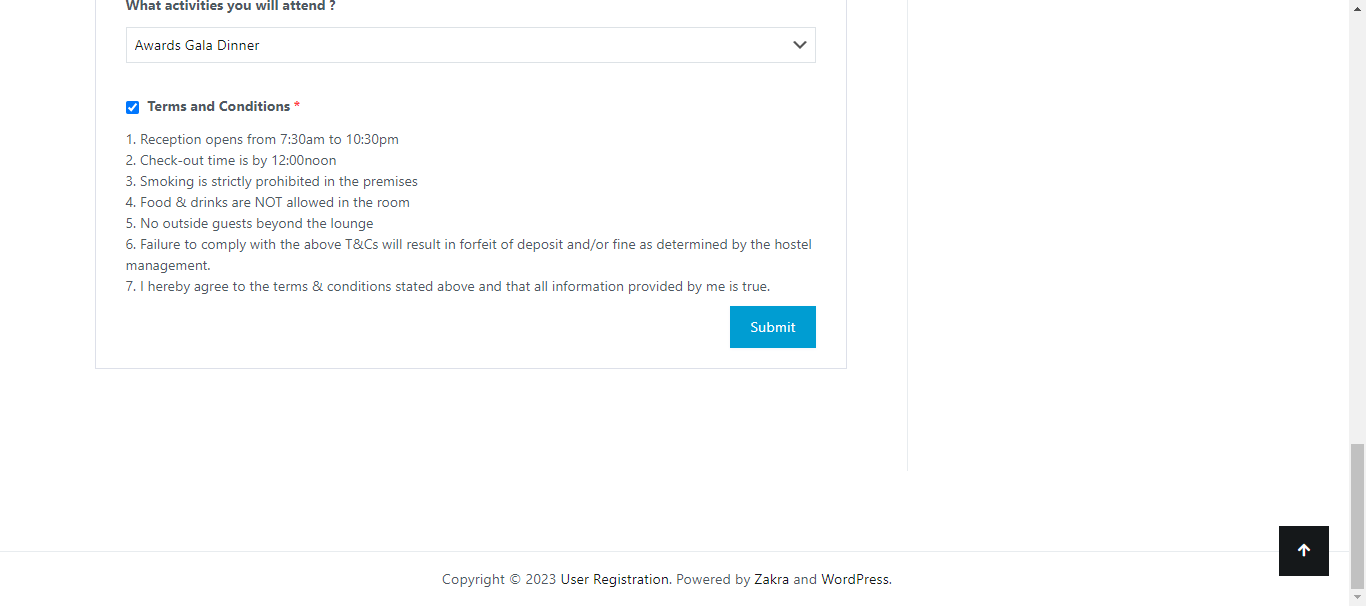 What activities you will attend ?
Awards Gala Dinner
Terms and Conditions *
1. Reception opens from 7:30am to 10:30pm
2. Check-out time is by 12:00noon
3. Smoking is strictly prohibited in the premises
4. Food & drinks are NOT allowed in the room
5. No outside guests beyond the lounge
6. Failure to comply with the above T&Cs will result in forfeit of deposit and/or fine as determined by the hostel
management.
7. I hereby agree to the terms & conditions stated above and that all information provided by me is true.
Submit
Copyright © 2023 User Registration. Powered by Zakra and WordPress.